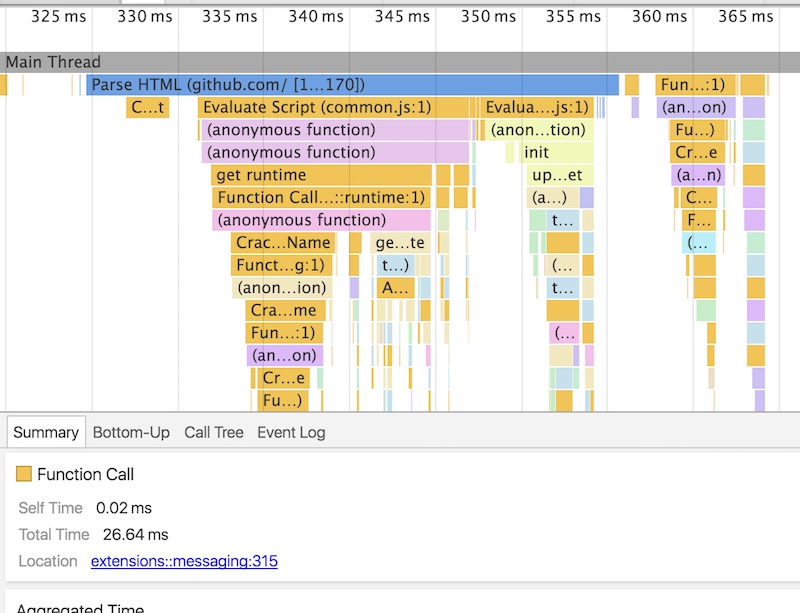 325 ms 330 ms 335 ms 340 ms 345 ms 350 ms 355 ms 360 ms 365 ms
Main Thread
Parse HTML (github.com/ [1…170]) Fun…:1)
C…t Evaluate Script (common.js:1) Evalua….js:1) (an…on)
(anonymous function) (anon…tion) Fu…)
(anonymous function) init Cr…e
get runtime up…et (a…n)
Function Call…::runtime:1) (a…) C…
(anonymous function) t… F…
Crac…Name ge…te (…
Funct…g:1) t…) (…
(anon…ion) A… t…
Cra…me
Fun…:1) (…
(an…on)
Cr…e
Fu…)
Summary Bottom-Up Call Tree Event Log
Function Call
Self Time 0.02 ms
Total Time 26.64 ms
Location extensions::messaging:315
Aggregated Time